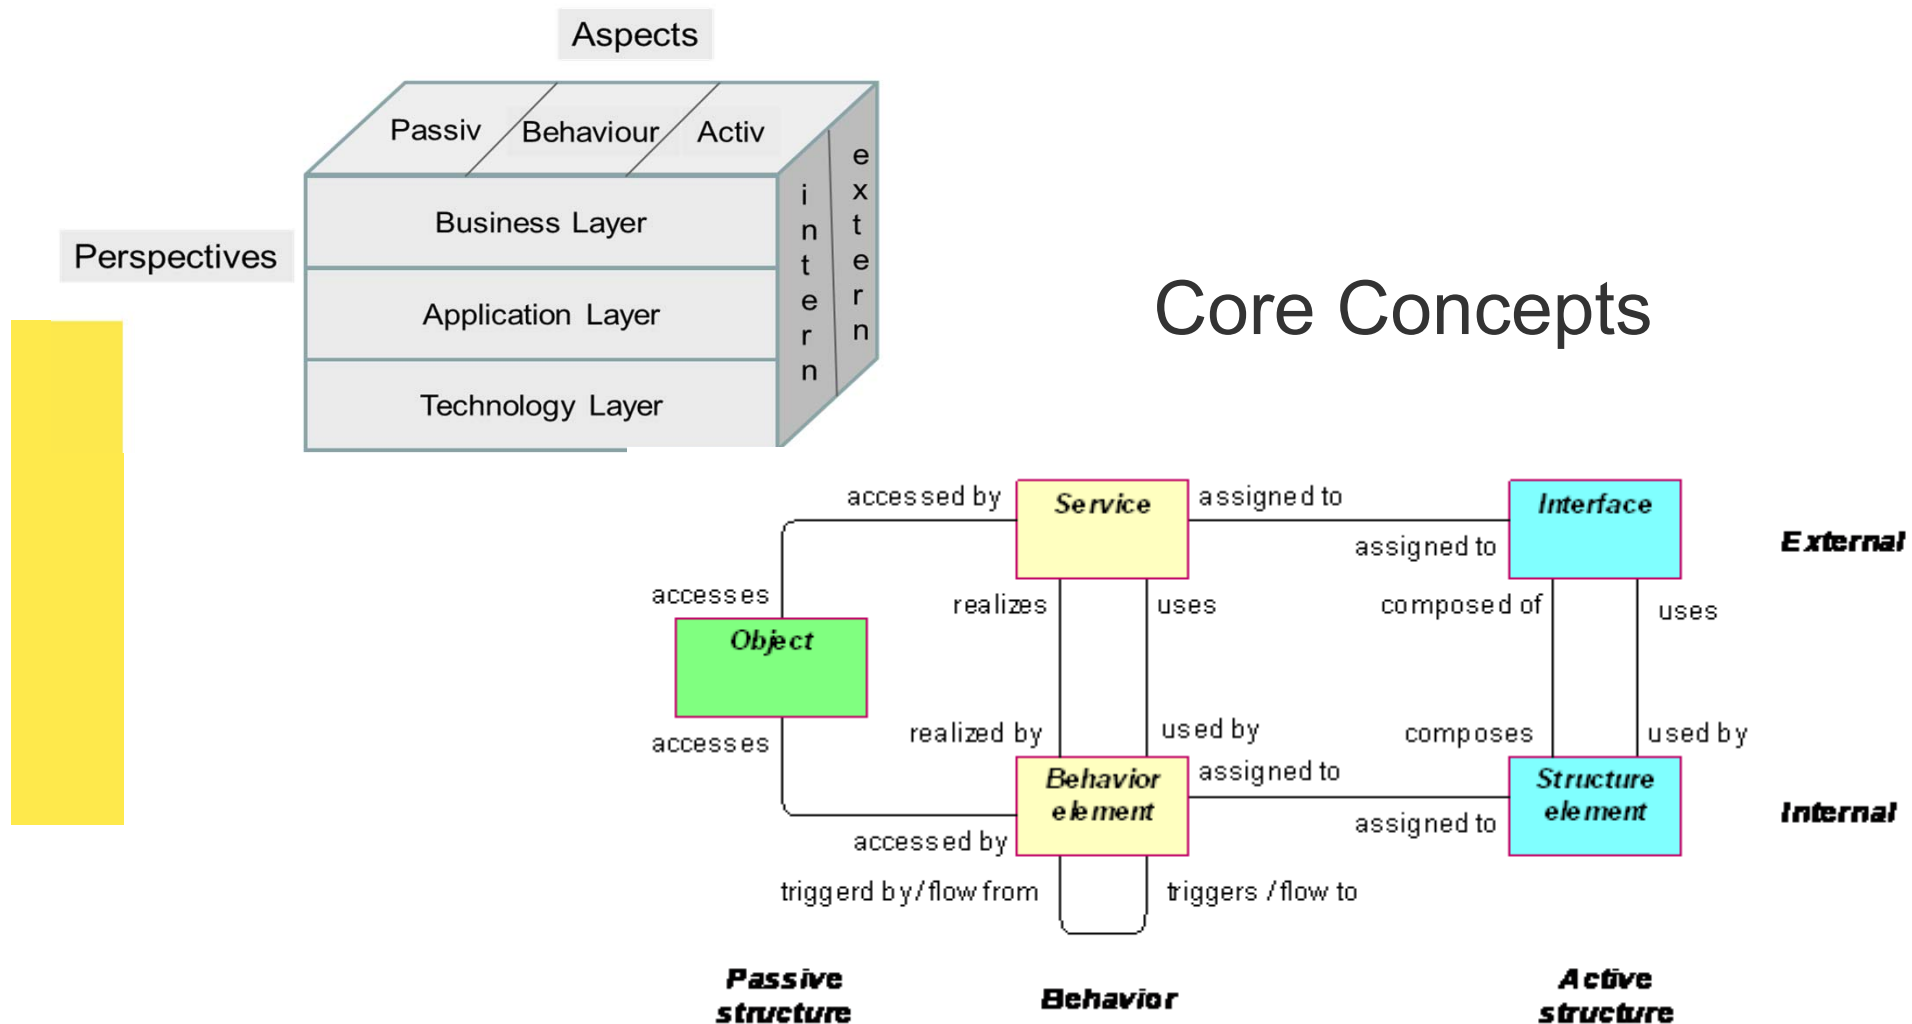 Aspects
Passiv Behaviour Activ
intern
extern
Perspectives
Business Layer
Application Layer
Technology Layer
Core Concepts
accessed by
Service
assigned to
Interface
assigned to
External
accesses
realizes
uses
composed of
uses
Object
accesses
realized by
used by
composes
used by
Behavior
element
assigned to
Structure
element
assigned to
Internal
accessed by
triggerd by/flow from
triggers /flow to
Passive
structure
Behavior
Active
structure